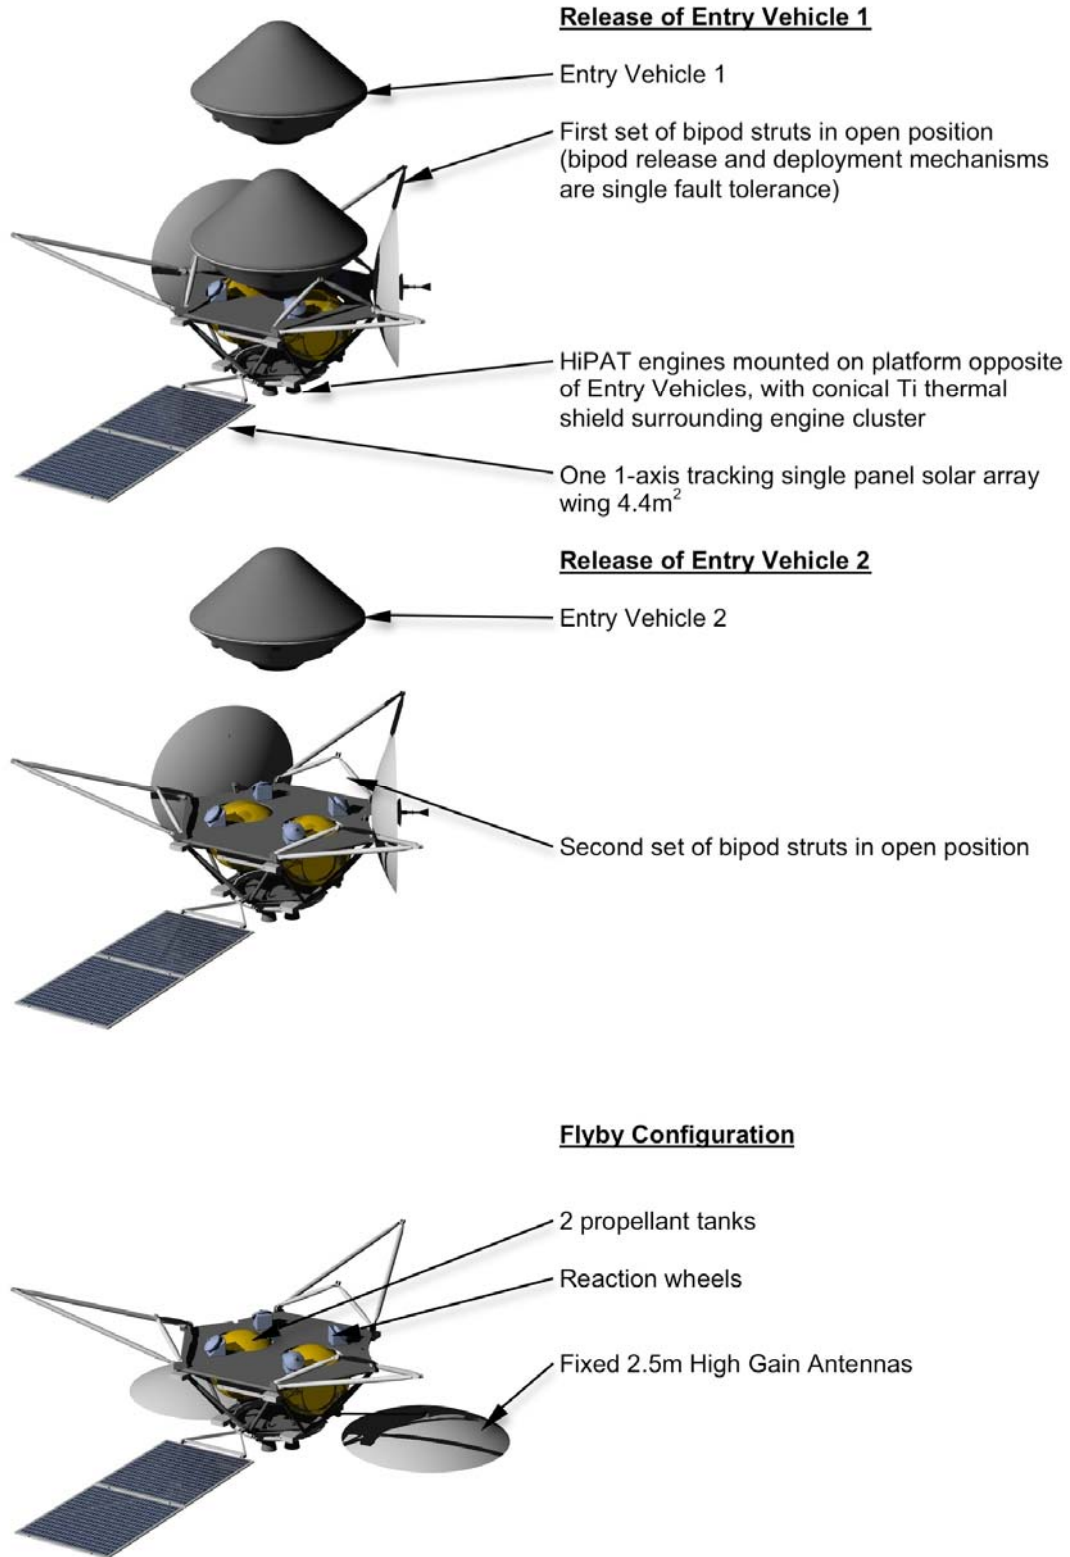 Release of Entry Vehicle 1
Entry Vehicle 1
First set of bipod struts in open position
(bipod release and deployment mechanisms
are single fault tolerance)
HiPAT engines mounted on platform opposite
of Entry Vehicles, with conical Ti thermal
shield surrounding engine cluster
One 1-axis tracking single panel solar array
wing 4.4m²
Release of Entry Vehicle 2
Entry Vehicle 2
Second set of bipod struts in open position
Flyby Configuration
2 propellant tanks
Reaction wheels
Fixed 2.5m High Gain Antennas